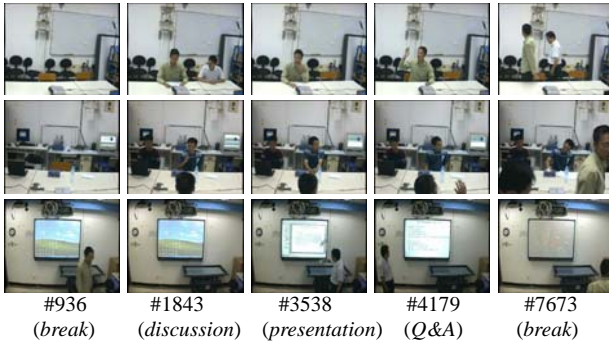 #936 #1843 #3538 #4179 #7673
(break) (discussion) (presentation) (Q&A) (break)